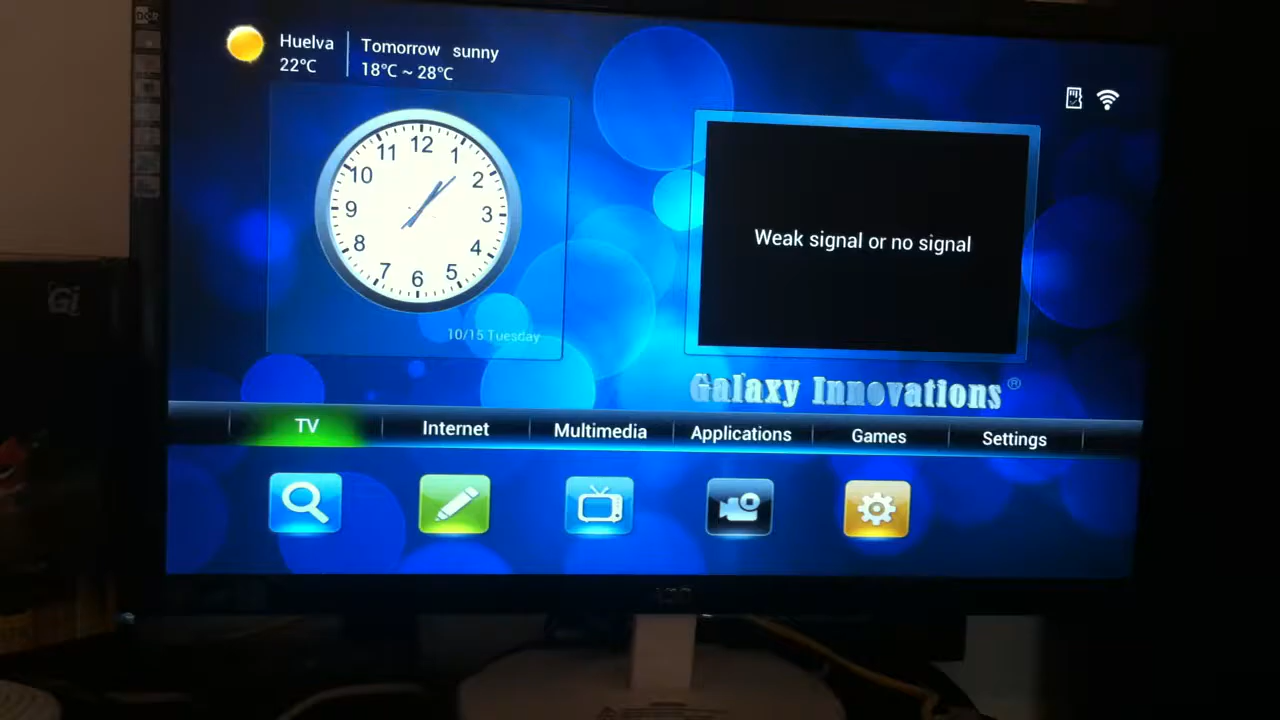 Huelva
22°C
Tomorrow sunny
18°C ~ 28°C
12
1
2
3
4
5
6
7
8
9
10
11
10/15 Tuesday
Weak signal or no signal
Galaxy Innovations®
TV
Internet
Multimedia
Applications
Games
Settings
Gi